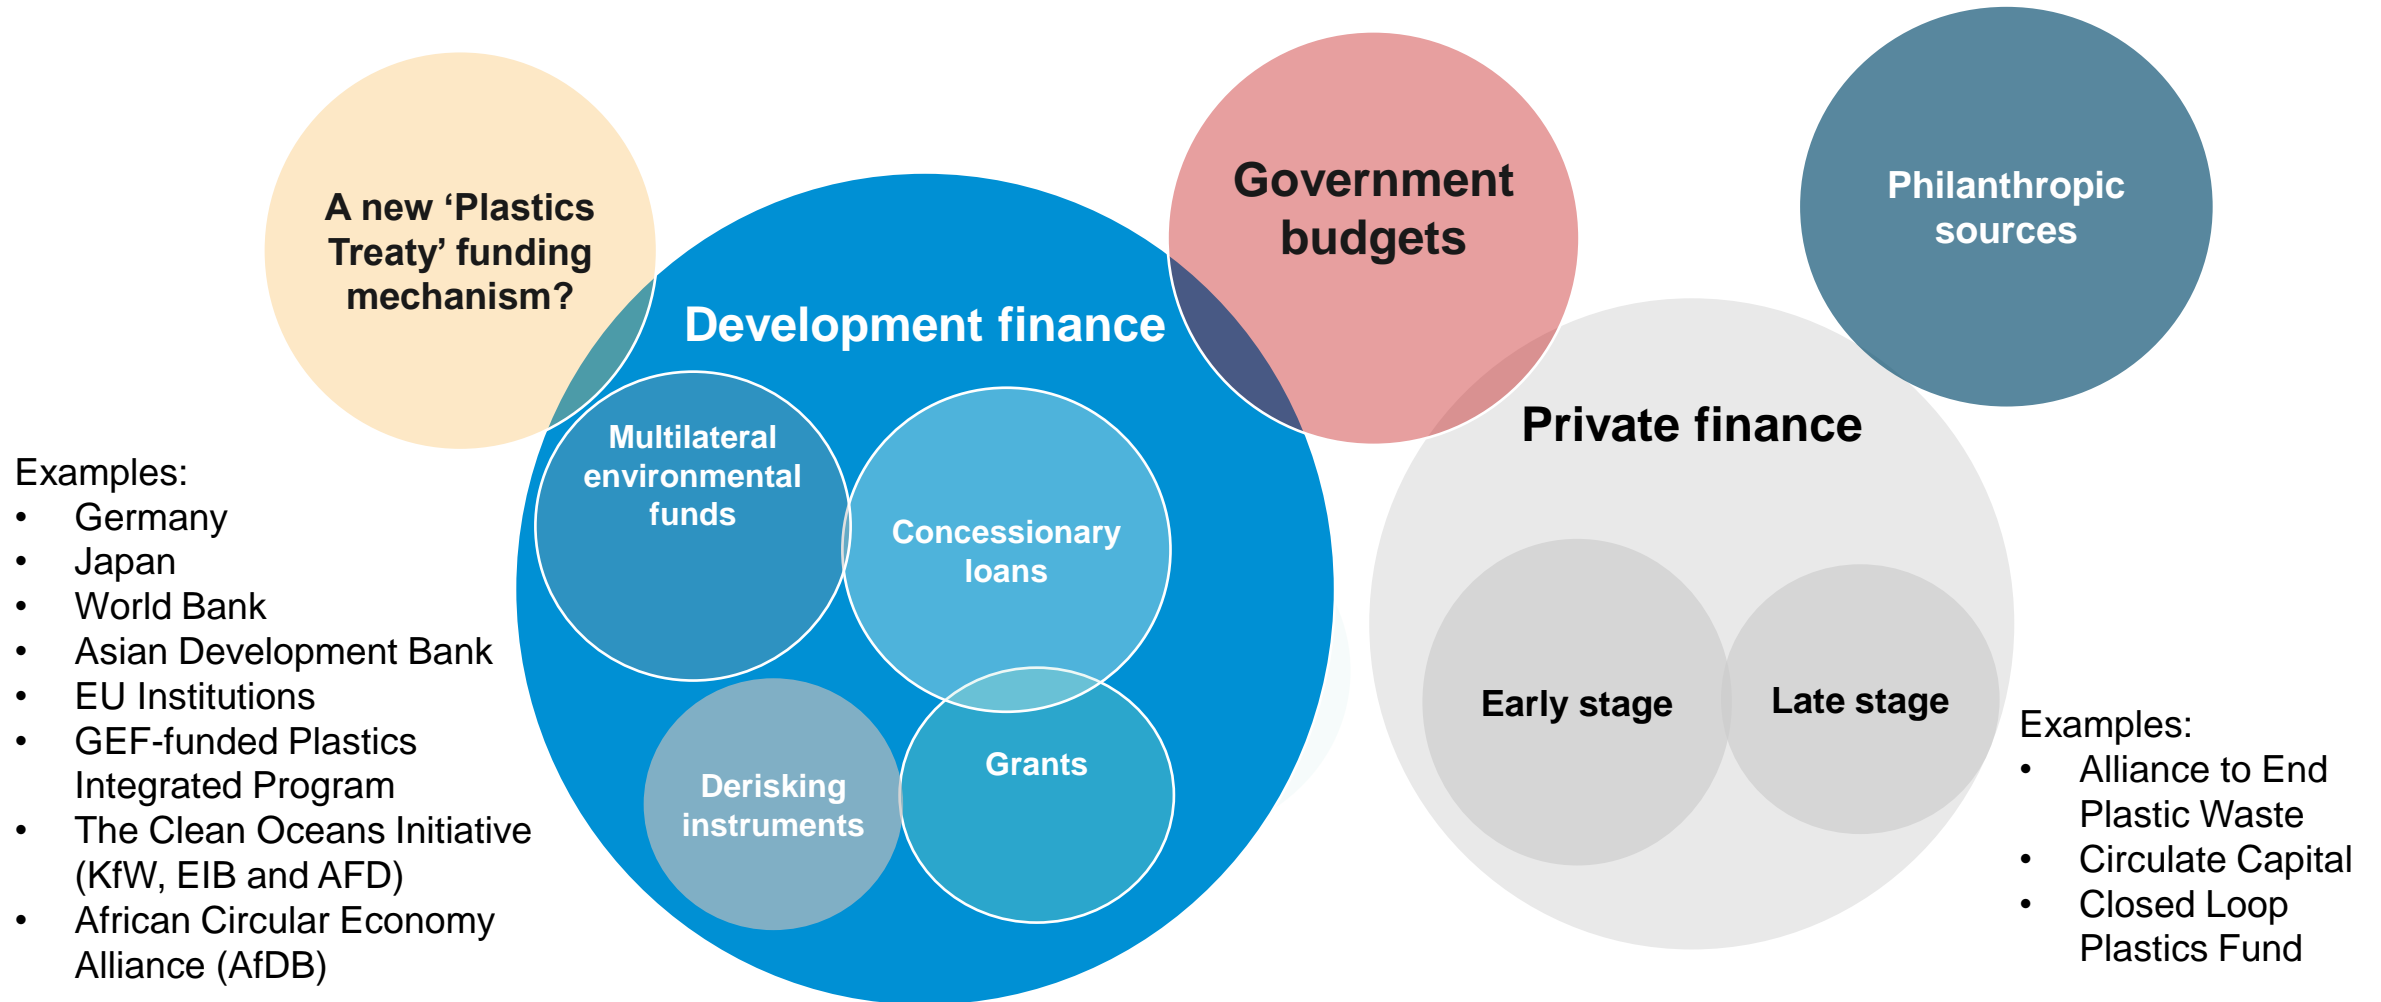 A new ‘Plastics
Treaty’ funding
mechanism?
Government
budgets
Philanthropic
sources
Development finance
Private finance
Multilateral
environmental
funds
Concessionary
loans
Derisking
instruments
Grants
Early stage
Late stage
Examples:
• Germany
• Japan
• World Bank
• Asian Development Bank
• EU Institutions
• GEF-funded Plastics
Integrated Program
• The Clean Oceans Initiative
(KfW, EIB and AFD)
• African Circular Economy
Alliance (AfDB)
Examples:
• Alliance to End
Plastic Waste
• Circulate Capital
• Closed Loop
Plastics Fund